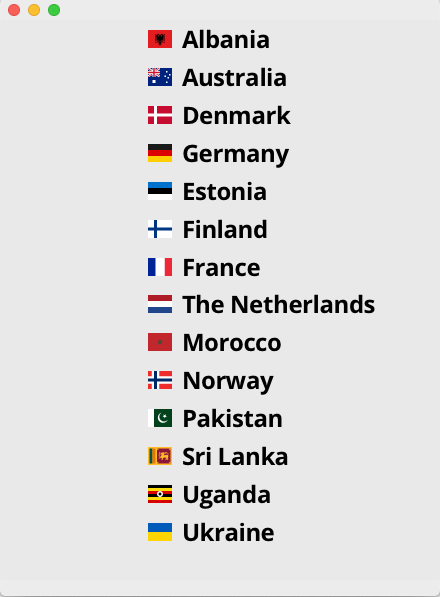 Albania
Australia
Denmark
Germany
Estonia
Finland
France
The Netherlands
Morocco
Norway
Pakistan
Sri Lanka
Uganda
Ukraine